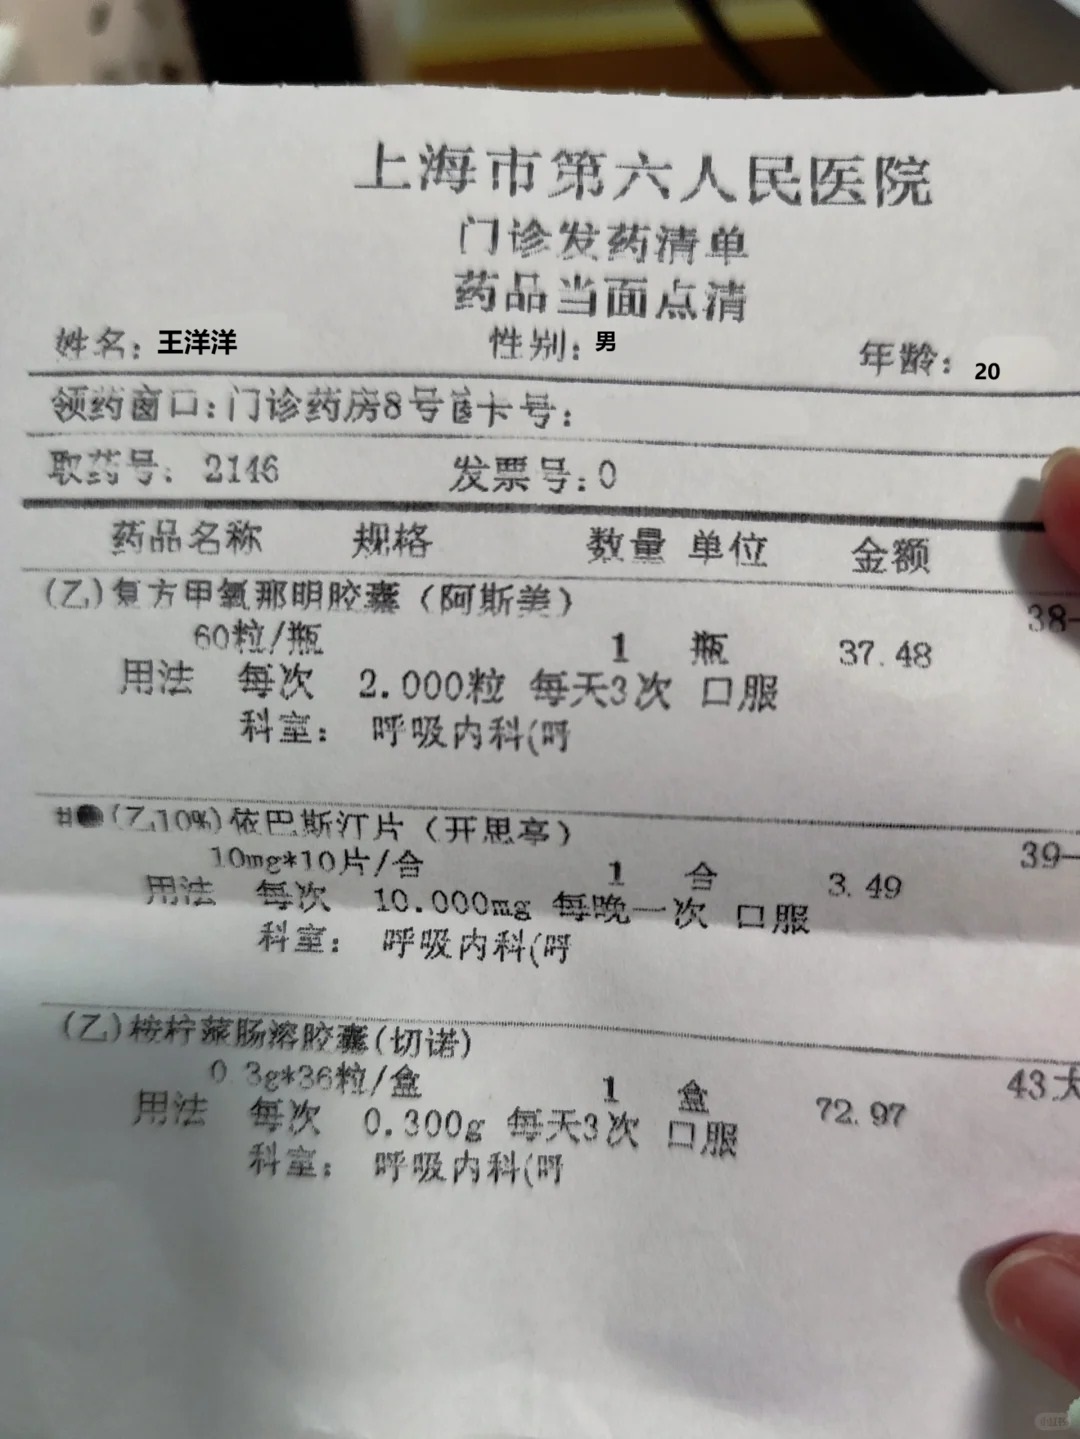 上海市第六人民医院
门诊发药清单
药品当面点清
姓名: 王洋洋 性别: 男 年龄: 20
领药窗口:门诊药房8号 卡号:
取药号: 2146 发票号:0
药品名称 规格 数量 单位 金额
(乙)复方甲氧那明胶囊(阿斯美)
60粒/瓶 1 瓶 37.48 38-
用法 每次 2.000粒 每天3次 口服
科室: 呼吸内科(呼
(乙10%)依巴斯汀片(开思亭)
10mg*10片/合 1 合 3.49 39-
用法 每次 10.000mg 每晚一次 口服
科室: 呼吸内科(呼
(乙)桉柠蒎肠溶胶囊(切诺)
0.3g*36粒/盒 1 盒 72.97 43大
用法 每次 0.300g 每天3次 口服
科室: 呼吸内科(呼